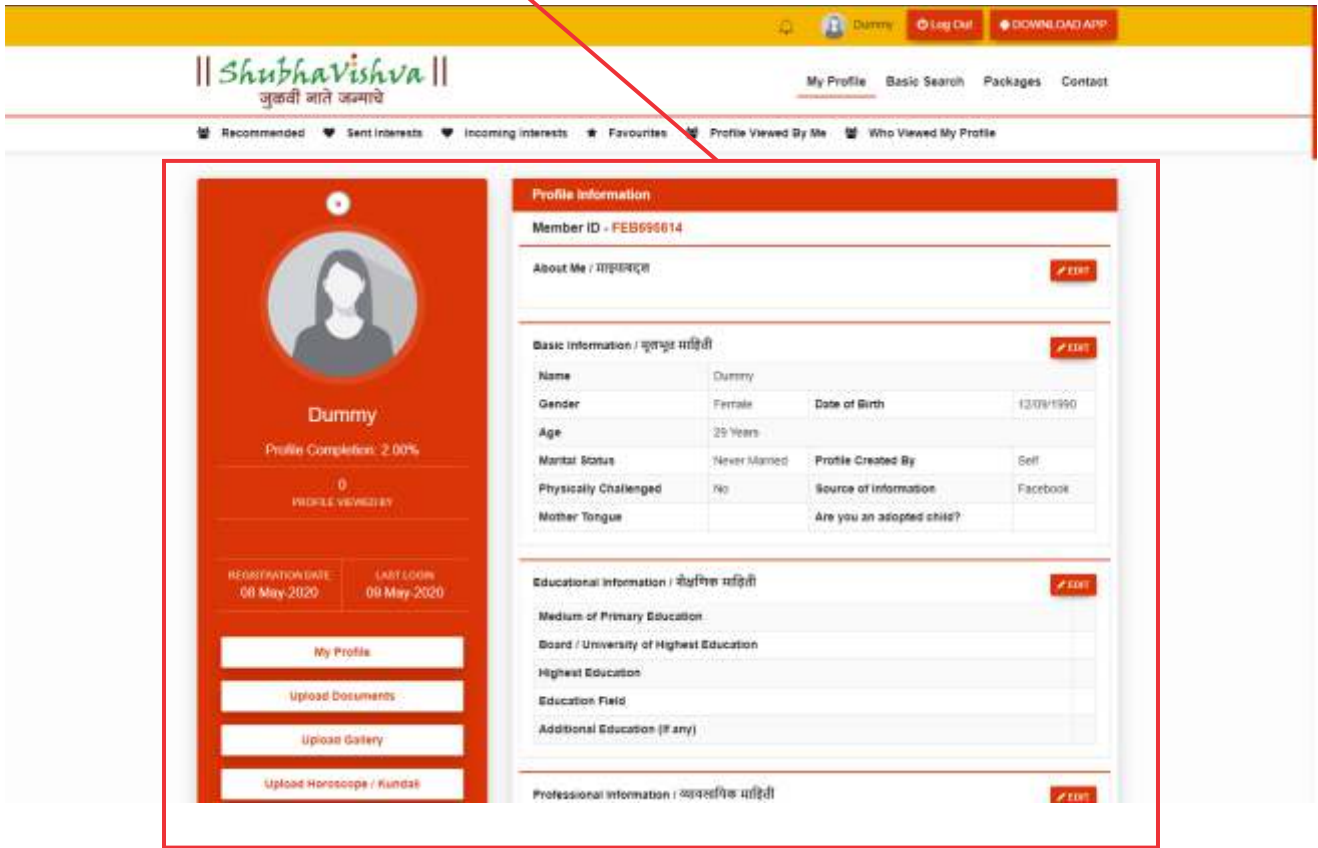 Dummy Log Out DOWNLOAD APP
|| ShubhaVishva ||
जुळवी नाते जन्माचे
My Profile Basic Search Packages Contact
Recommended Sent Interests Incoming Interests Favourites Profile Viewed By Me Who Viewed My Profile
Dummy
Profile Completion: 2.00%
0
PROFILE VIEWED BY
REGISTRATION DATE LAST LOGIN
08 May-2020 09 May-2020
My Profile
Upload Documents
Upload Gallery
Upload Horoscope / Kundali
Profile Information
Member ID -
About Me / EDIT
Basic Information / मूलभूत माहिती EDIT
Name Dummy
Gender Female Date of Birth 12/09/1990
Age 29 Years
Marital Status Never Married Profile Created By Self
Physically Challenged No Source of Information Facebook
Mother Tongue Are you an adopted child?
Educational Information / शैक्षणिक माहिती EDIT
Medium of Primary Education
Board / University of Highest Education
Highest Education
Education Field
Additional Education (If any)
Professional Information / व्यावसायिक माहिती EDIT